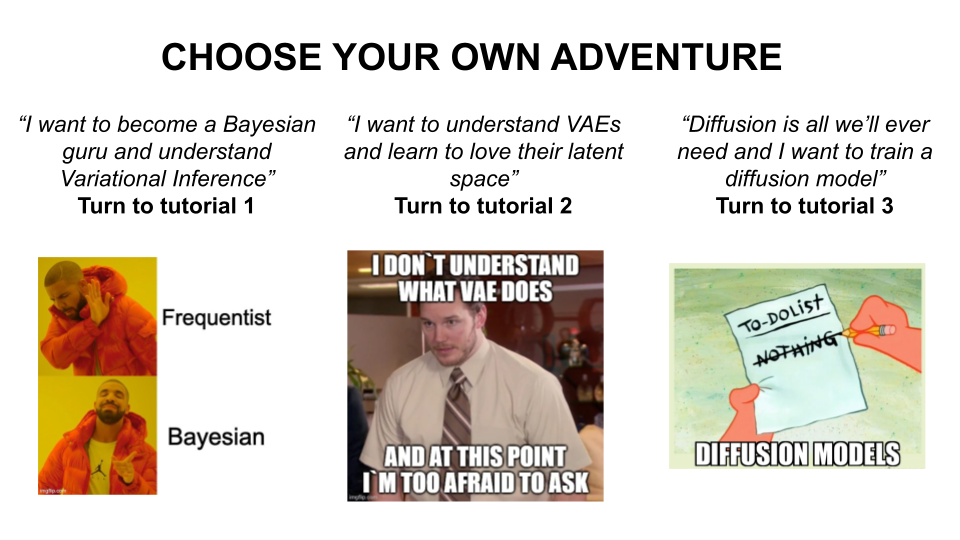 CHOOSE YOUR OWN ADVENTURE
“I want to become a Bayesian
guru and understand
Variational Inference”
Turn to tutorial 1
“I want to understand VAEs
and learn to love their latent
space”
Turn to tutorial 2
“Diffusion is all we’ll ever
need and I want to train a
diffusion model”
Turn to tutorial 3
Frequentist
Bayesian
imgflip.com
I DON`T UNDERSTAND
WHAT VAE DOES
AND AT THIS POINT
I`M TOO AFRAID TO ASK
imgflip.com
TO-DO LIST
NOTHING
DIFFUSION MODELS